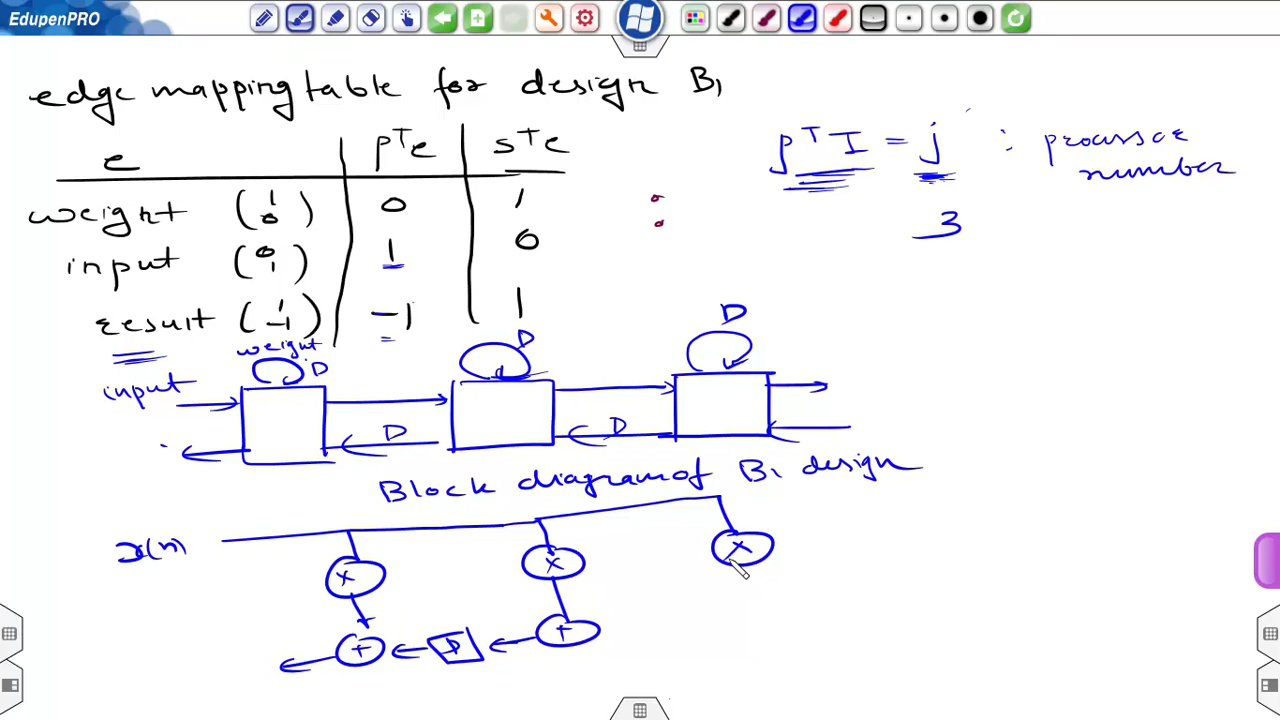 EdupenPRO
edge mapping table for design B₁
e | pᵀe | sᵀe
weight (1 0) | 0 | 1
input (0 1) | 1 | 0
result (1 -1) | -1 | 1
pᵀ I = j : processor
number
3
weight
D
D
D
input
D
D
Block diagram of B₁ design
x(n)
x
x
x
+
D
+